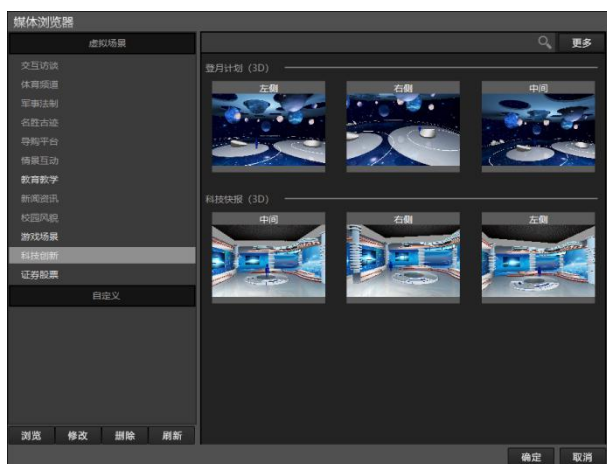 媒体浏览器
虚拟场景
交互访谈
体育频道
军事法制
名胜古迹
导购平台
情景互动
教育教学
新闻资讯
校园风貌
游戏场景
科技创新
证券股票
自定义
浏览 修改 删除 刷新
更多
登月计划 (3D)
左侧 右侧 中间
科技快报 (3D)
中间 右侧 左侧
确定 取消